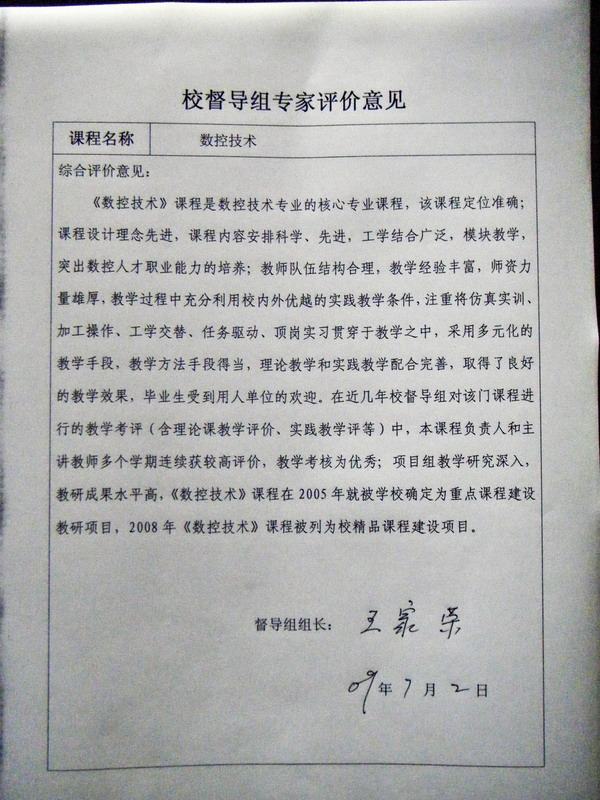 校督导组专家评价意见
课程名称 数控技术
综合评价意见：
《数控技术》课程是数控技术专业的核心专业课程，该课程定位准确；
课程设计理念先进，课程内容安排科学、先进，工学结合广泛，模块教学，
突出数控人才职业能力的培养；教师队伍结构合理，教学经验丰富，师资力
量雄厚，教学过程中充分利用校内外优越的实践教学条件，注重将仿真实训、
加工操作、工学交替、任务驱动、顶岗实习贯穿于教学之中，采用多元化的
教学手段，教学方法手段得当，理论教学和实践教学配合完善，取得了良好
的教学效果，毕业生受到用人单位的欢迎。在近几年校督导组对该门课程进
行的教学考评（含理论课教学评价、实践教学评等）中，本课程负责人和主
讲教师多个学期连续获较高评价，教学考核为优秀；项目组教学研究深入，
教研成果水平高，《数控技术》课程在2005年就被学校确定为重点课程建设
教研项目，2008年《数控技术》课程被列为校精品课程建设项目。
督导组组长： 王家荣
09年7月2日